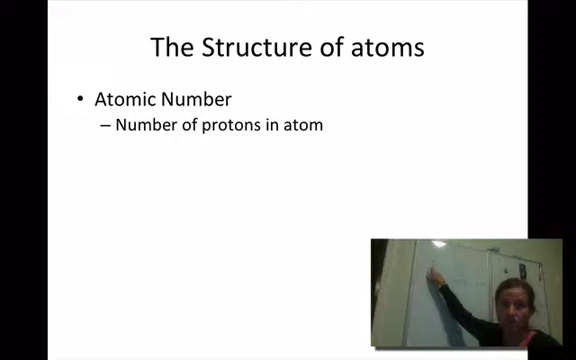 The Structure of atoms
• Atomic Number
– Number of protons in atom